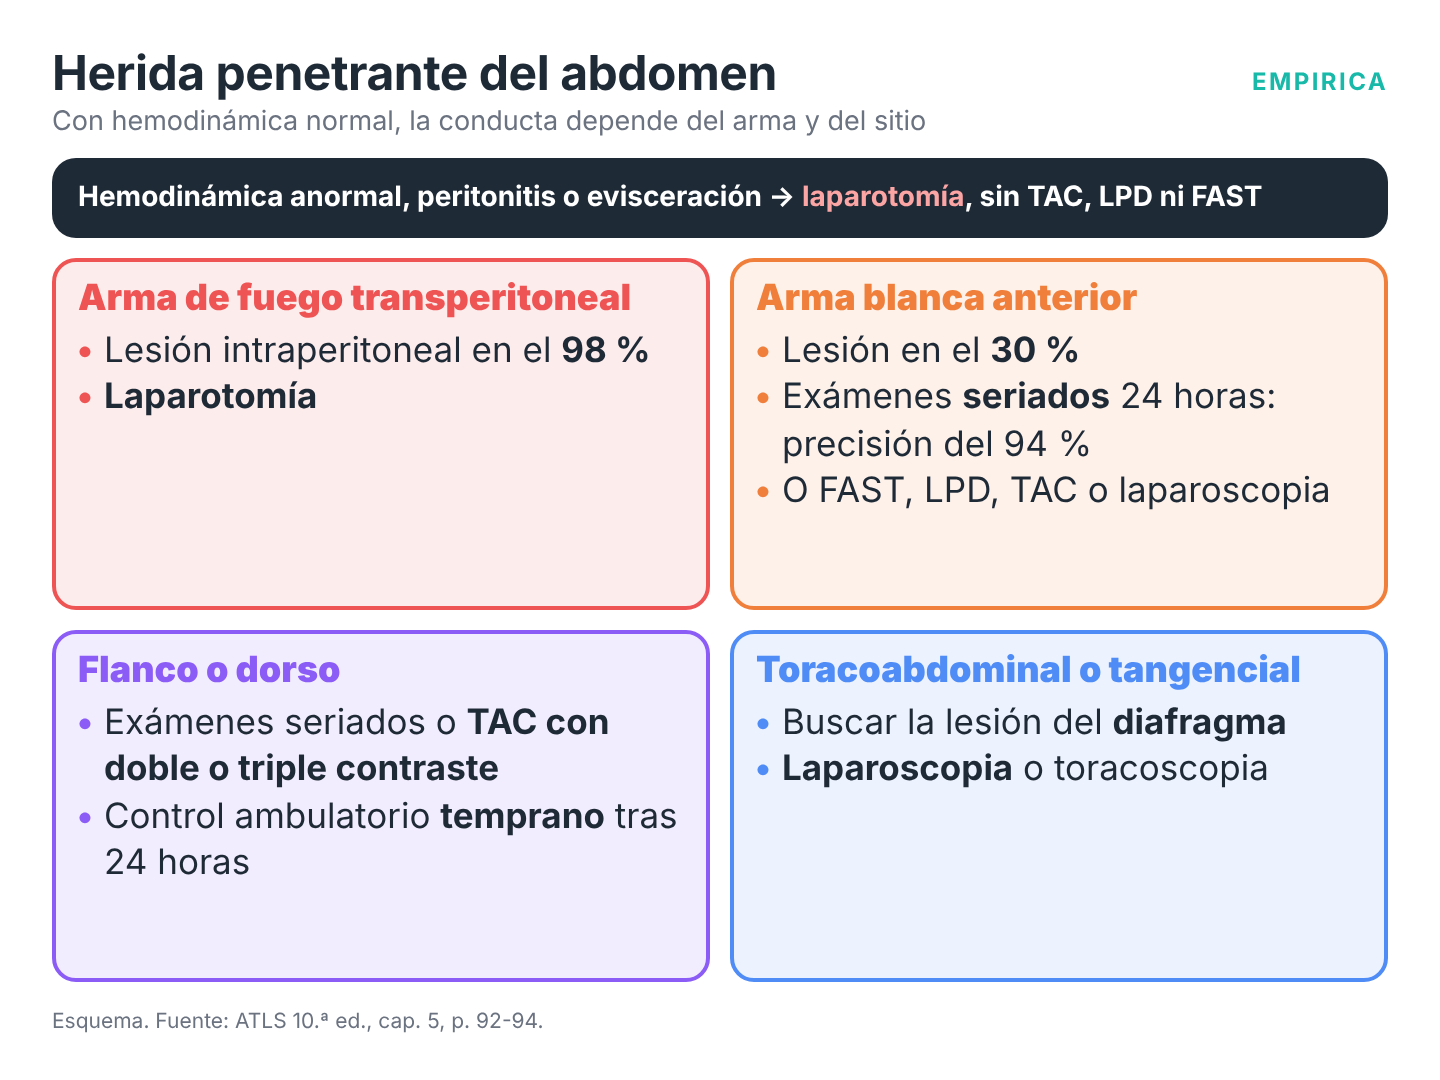 Herida penetrante del abdomen
EMPIRICA
Con hemodinámica normal, la conducta depende del arma y del sitio
Hemodinámica anormal, peritonitis o evisceración → laparotomía, sin TAC, LPD ni FAST
Arma de fuego transperitoneal
• Lesión intraperitoneal en el 98 %
• Laparotomía
Arma blanca anterior
• Lesión en el 30 %
• Exámenes seriados 24 horas:
precisión del 94 %
• O FAST, LPD, TAC o laparoscopia
Flanco o dorso
• Exámenes seriados o TAC con
doble o triple contraste
• Control ambulatorio temprano tras
24 horas
Toracoabdominal o tangencial
• Buscar la lesión del diafragma
• Laparoscopia o toracoscopia
Esquema. Fuente: ATLS 10.ª ed., cap. 5, p. 92-94.